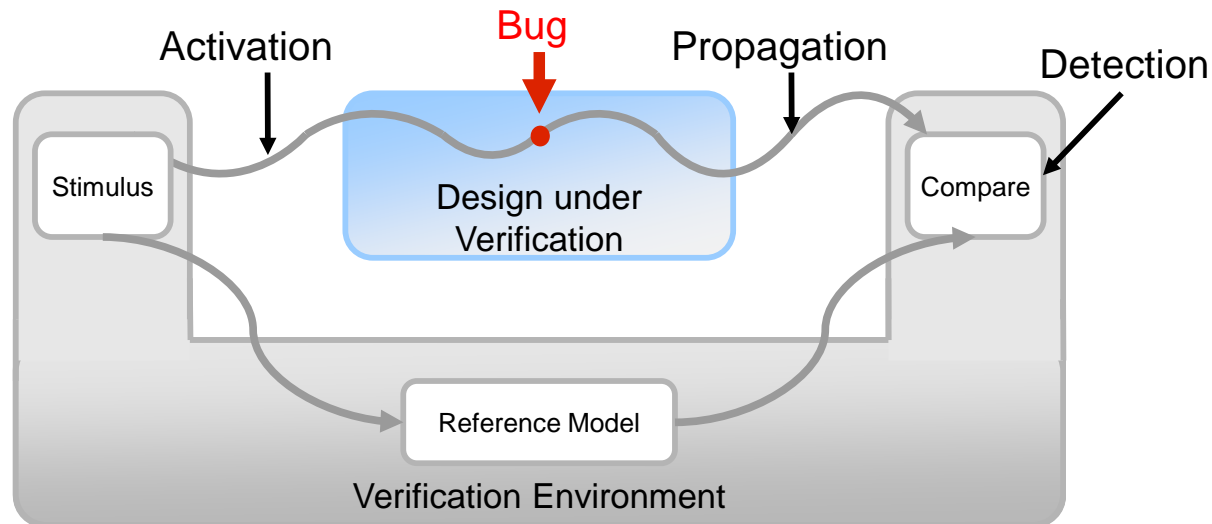 Bug
Activation
Propagation
Detection
Stimulus
Design under
Verification
Compare
Reference Model
Verification Environment